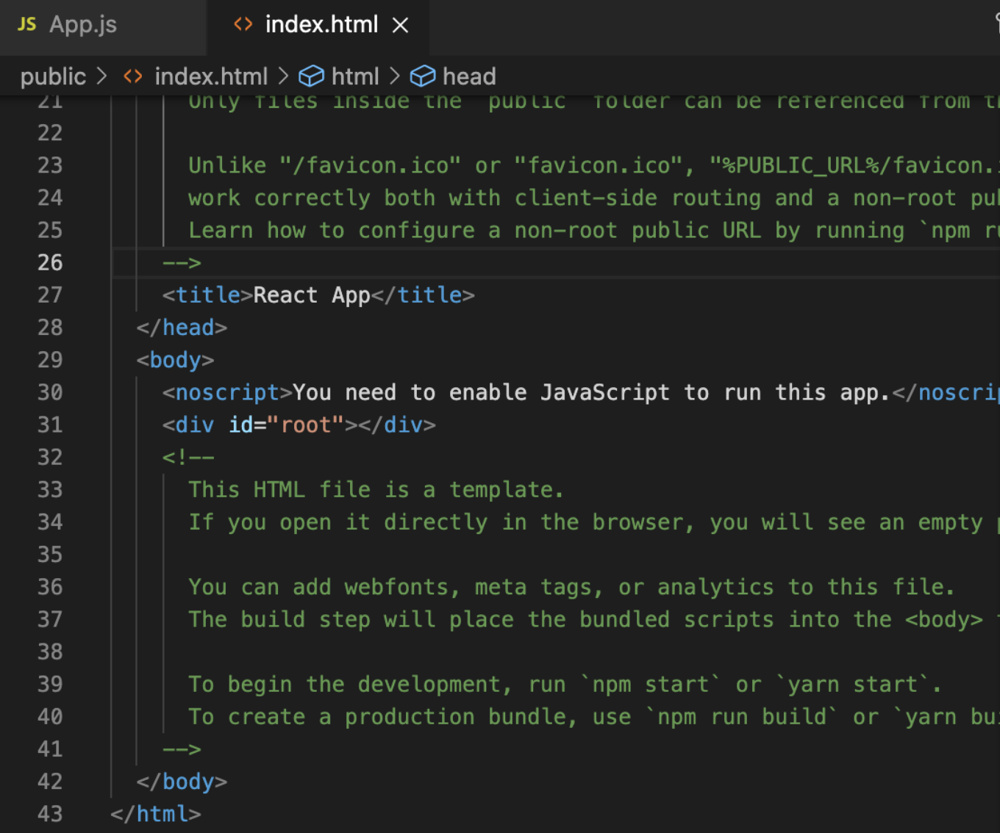 JS App.js
<> index.html ×
public > <> index.html > html > head
21 Only files inside the `public` folder can be referenced from
22
23 Unlike "/favicon.ico" or "favicon.ico", "%PUBLIC_URL%/favicon.
24 work correctly both with client-side routing and a non-root
25 Learn how to configure a non-root public URL by running `npm
26 -->
27 <title>React App</title>
28 </head>
29 <body>
30 <noscript>You need to enable JavaScript to run this app.</noscrip
31 <div id="root"></div>
32 <!--
33 This HTML file is a template.
34 If you open it directly in the browser, you will see an empty
35
36 You can add webfonts, meta tags, or analytics to this file.
37 The build step will place the bundled scripts into the <body>
38
39 To begin the development, run `npm start` or `yarn start`.
40 To create a production bundle, use `npm run build` or `yarn
41 -->
42 </body>
43 </html>